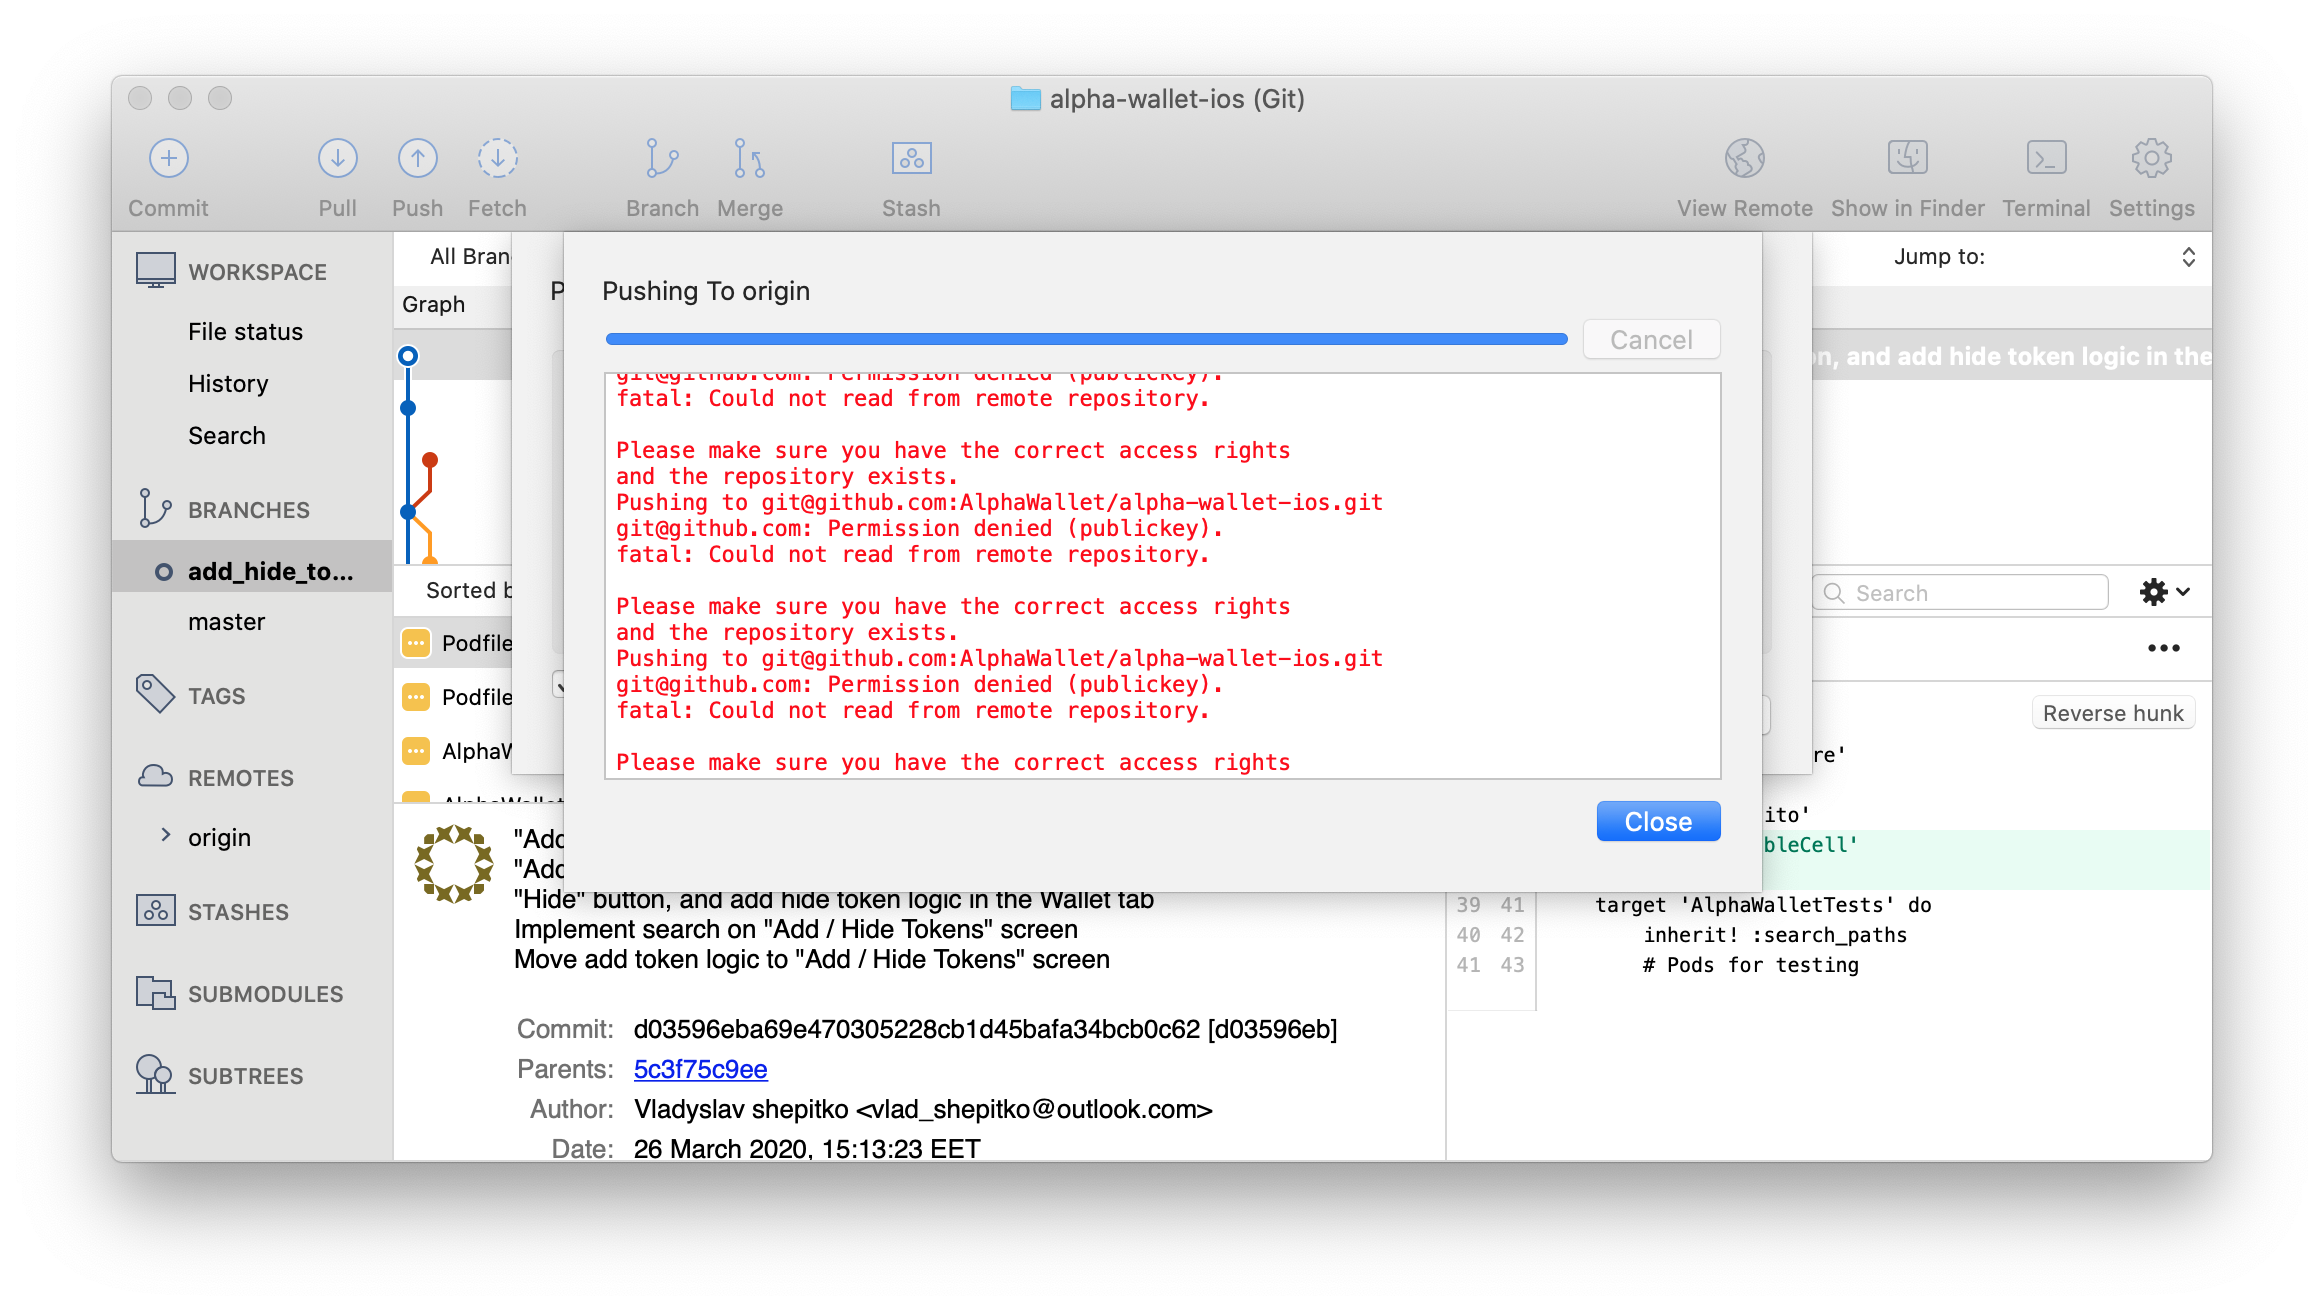 alpha-wallet-ios (Git)
Commit
Pull
Push
Fetch
Branch
Merge
Stash
View Remote
Show in Finder
Terminal
Settings
WORKSPACE
File status
History
Search
BRANCHES
add_hide_to...
master
TAGS
REMOTES
origin
STASHES
SUBMODULES
SUBTREES
All Bran
Jump to:
Graph
on, and add hide token logic in the
P
Pushing To origin
Cancel
git@github.com: Permission denied (publickey).
fatal: Could not read from remote repository.
Please make sure you have the correct access rights
and the repository exists.
Pushing to git@github.com:AlphaWallet/alpha-wallet-ios.git
git@github.com: Permission denied (publickey).
fatal: Could not read from remote repository.
Please make sure you have the correct access rights
and the repository exists.
Pushing to git@github.com:AlphaWallet/alpha-wallet-ios.git
git@github.com: Permission denied (publickey).
fatal: Could not read from remote repository.
Please make sure you have the correct access rights
Close
Sorted b
Search
Podfile
Podfile
AlphaW
AlphaWallet
Reverse hunk
re'
ito'
bleCell'
39 41 target 'AlphaWalletTests' do
40 42 inherit! :search_paths
41 43 # Pods for testing
"Add
"Add
"Hide" button, and add hide token logic in the Wallet tab
Implement search on "Add / Hide Tokens" screen
Move add token logic to "Add / Hide Tokens" screen
Commit: d03596eba69e470305228cb1d45bafa34bcb0c62 [d03596eb]
Parents: 5c3f75c9ee
Author: Vladyslav shepitko <vlad_shepitko@outlook.com>
Date: 26 March 2020, 15:13:23 EET